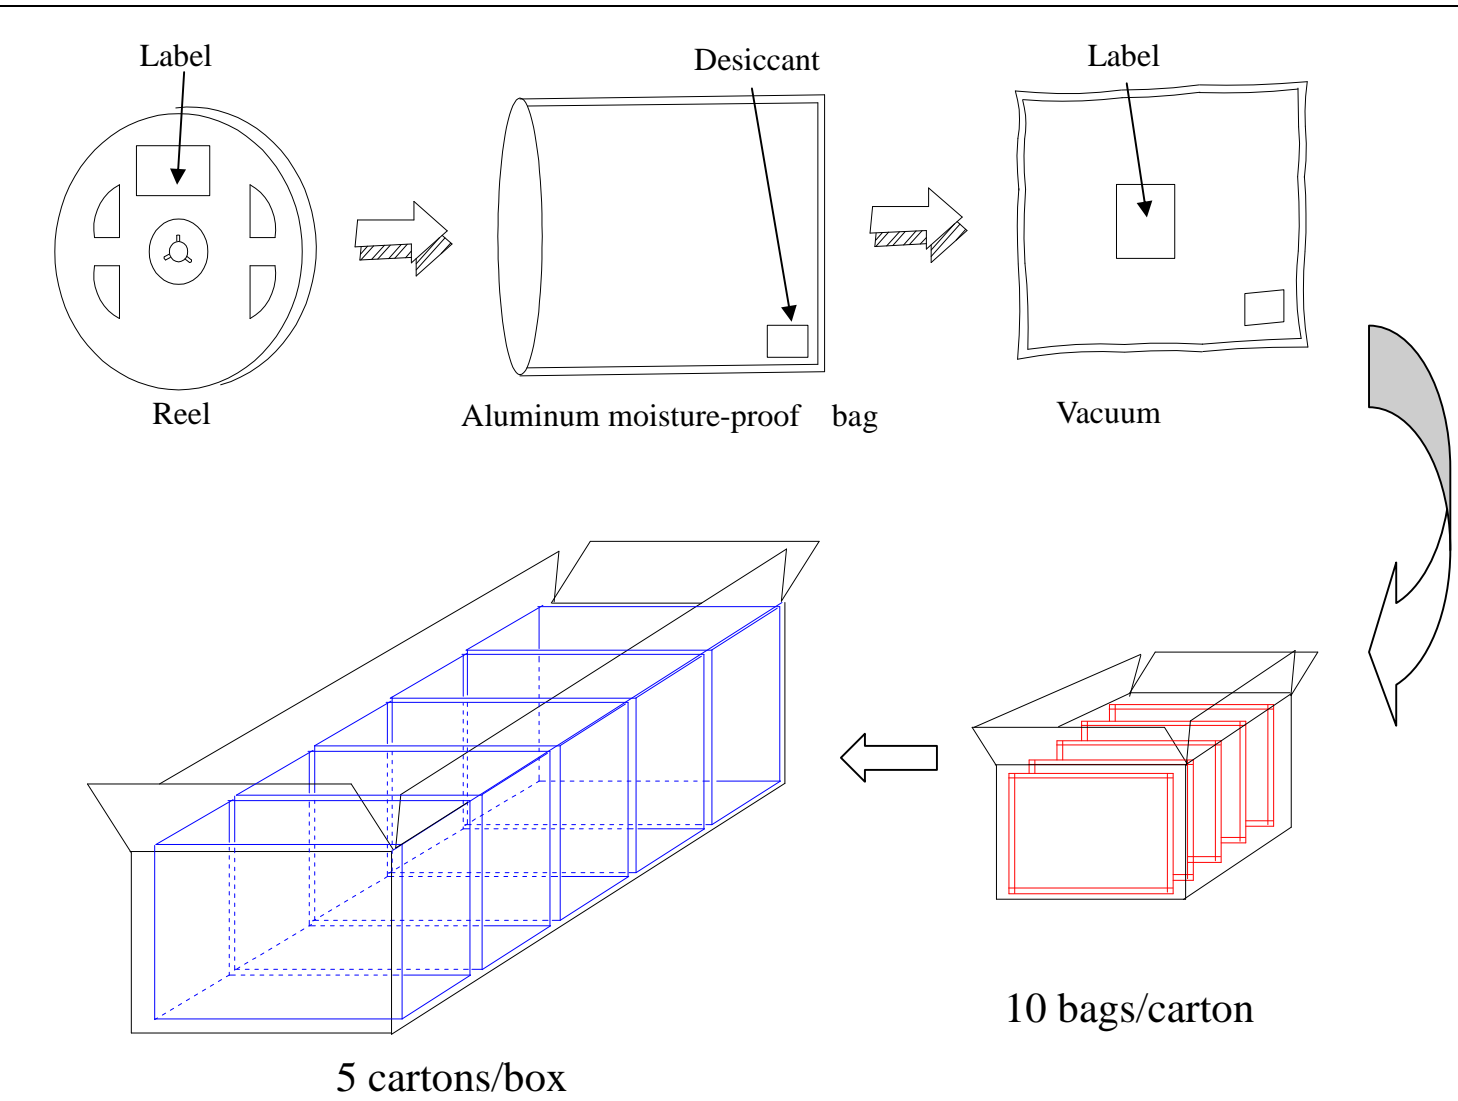 Label
Desiccant
Label
Reel
Aluminum moisture-proof bag
Vacuum
10 bags/carton
5 cartons/box